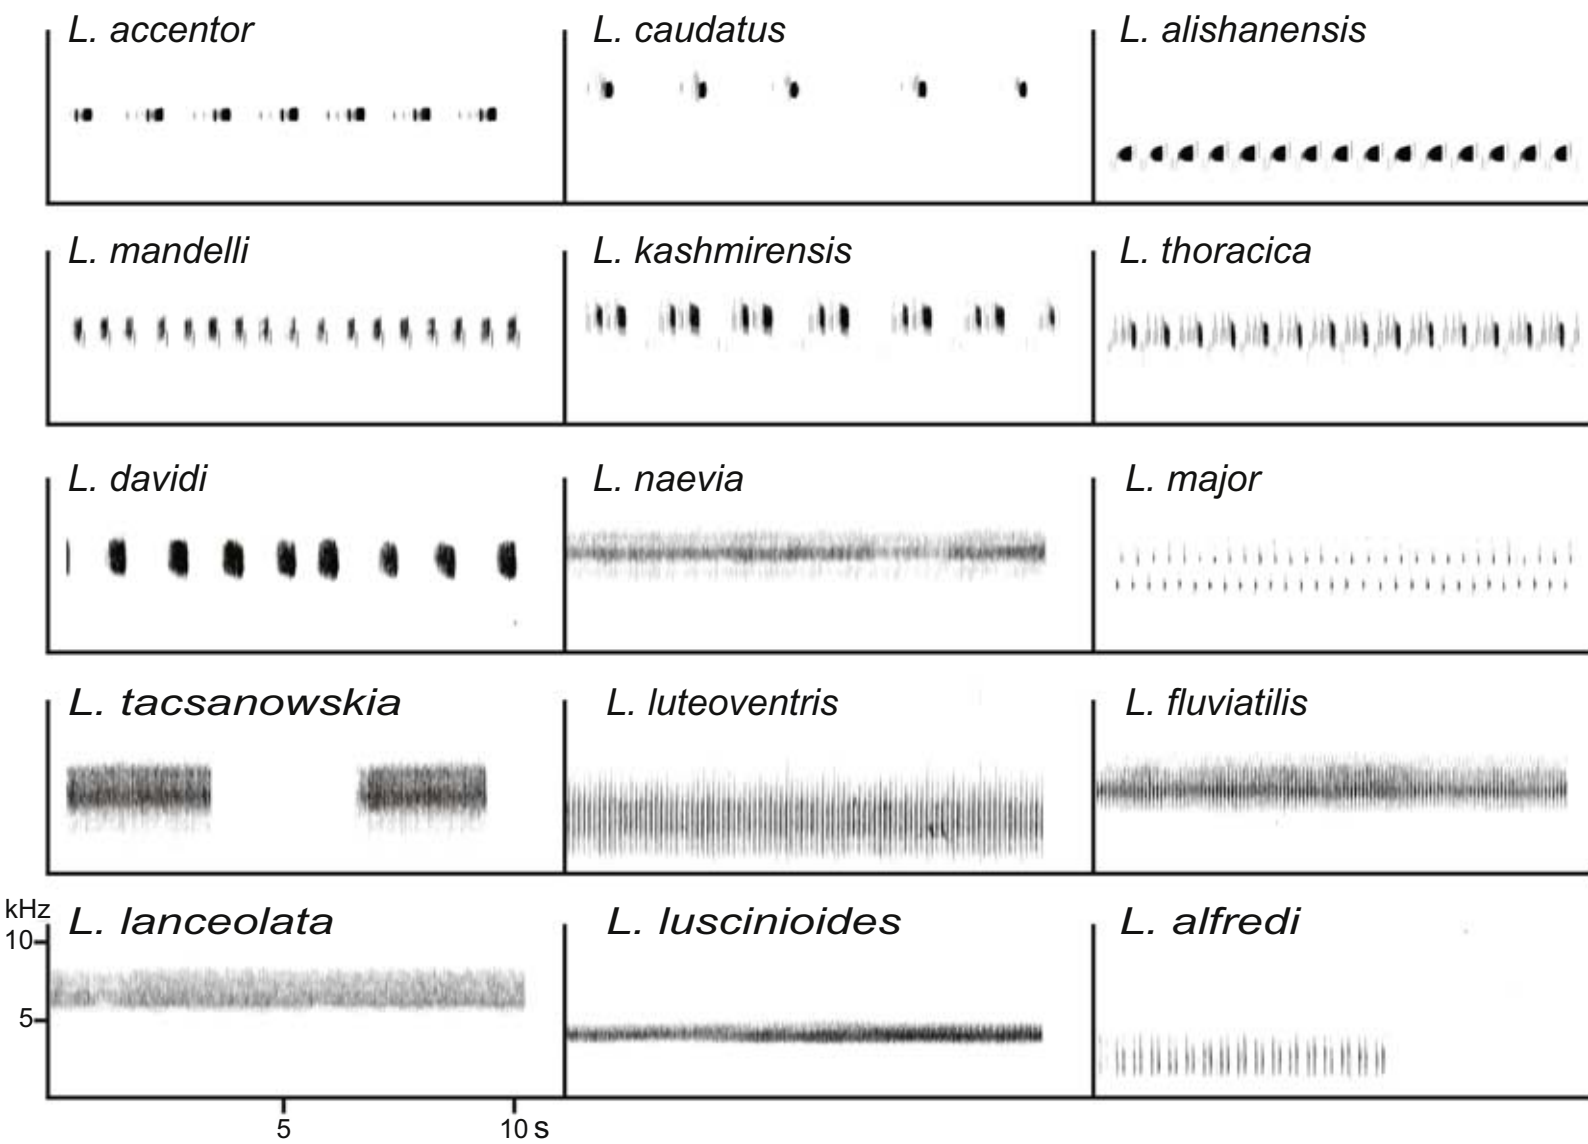 L. accentor
L. caudatus
L. alishanensis
L. mandelli
L. kashmirensis
L. thoracica
L. davidi
L. naevia
L. major
L. tacsanowskia
L. luteoventris
L. fluviatilis
kHz
L. lanceolata
L. luscinioides
L. alfredi
10
5
5
10 s